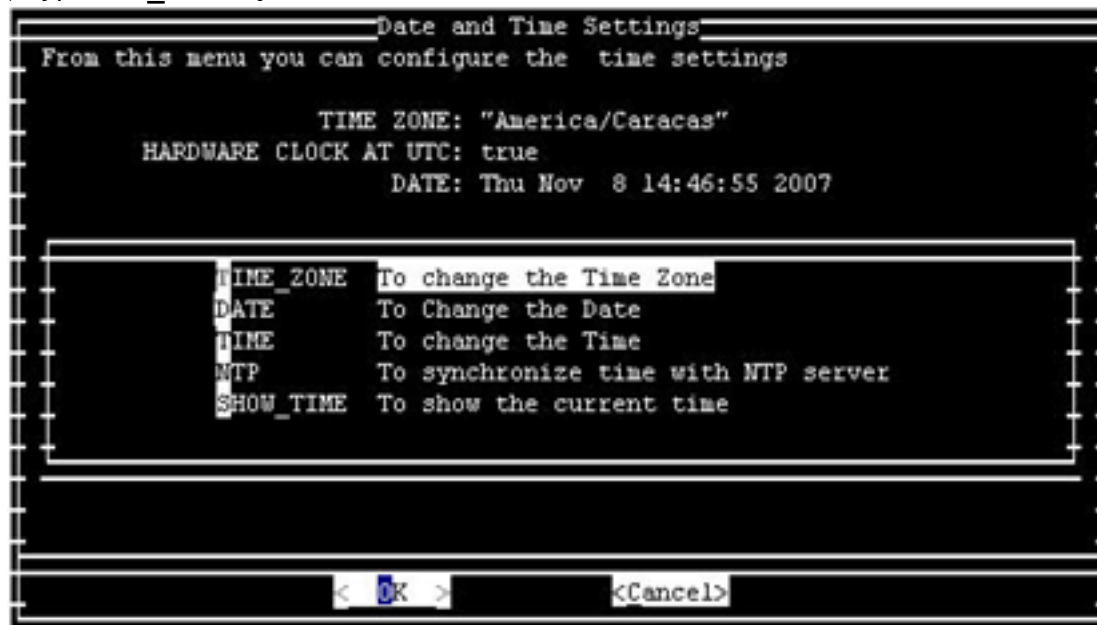 Date and Time Settings
From this menu you can configure the time settings
TIME ZONE: "America/Caracas"
HARDWARE CLOCK AT UTC: true
DATE: Thu Nov 8 14:46:55 2007
TIME_ZONE To change the Time Zone
DATE To Change the Date
TIME To change the Time
NTP To synchronize time with NTP server
SHOW_TIME To show the current time
< OK > <Cancel>